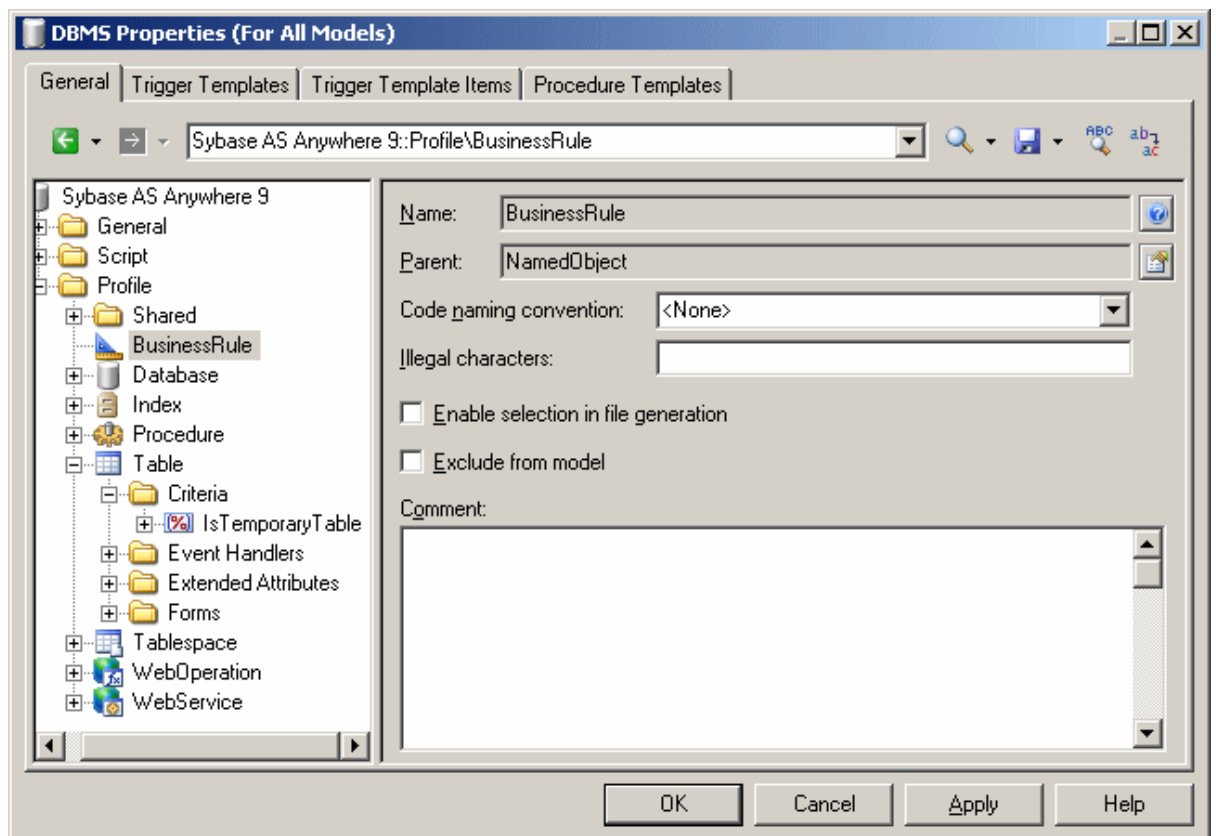 DBMS Properties (For All Models)
General Trigger Templates Trigger Template Items Procedure Templates
Sybase AS Anywhere 9::Profile\BusinessRule
ABC
ab
ac
Sybase AS Anywhere 9
General
Script
Profile
Shared
BusinessRule
Database
Index
Procedure
Table
Criteria
IsTemporaryTable
Event Handlers
Extended Attributes
Forms
Tablespace
WebOperation
WebService
Name: BusinessRule
Parent: NamedObject
Code naming convention: <None>
Illegal characters:
Enable selection in file generation
Exclude from model
Comment:
OK Cancel Apply Help